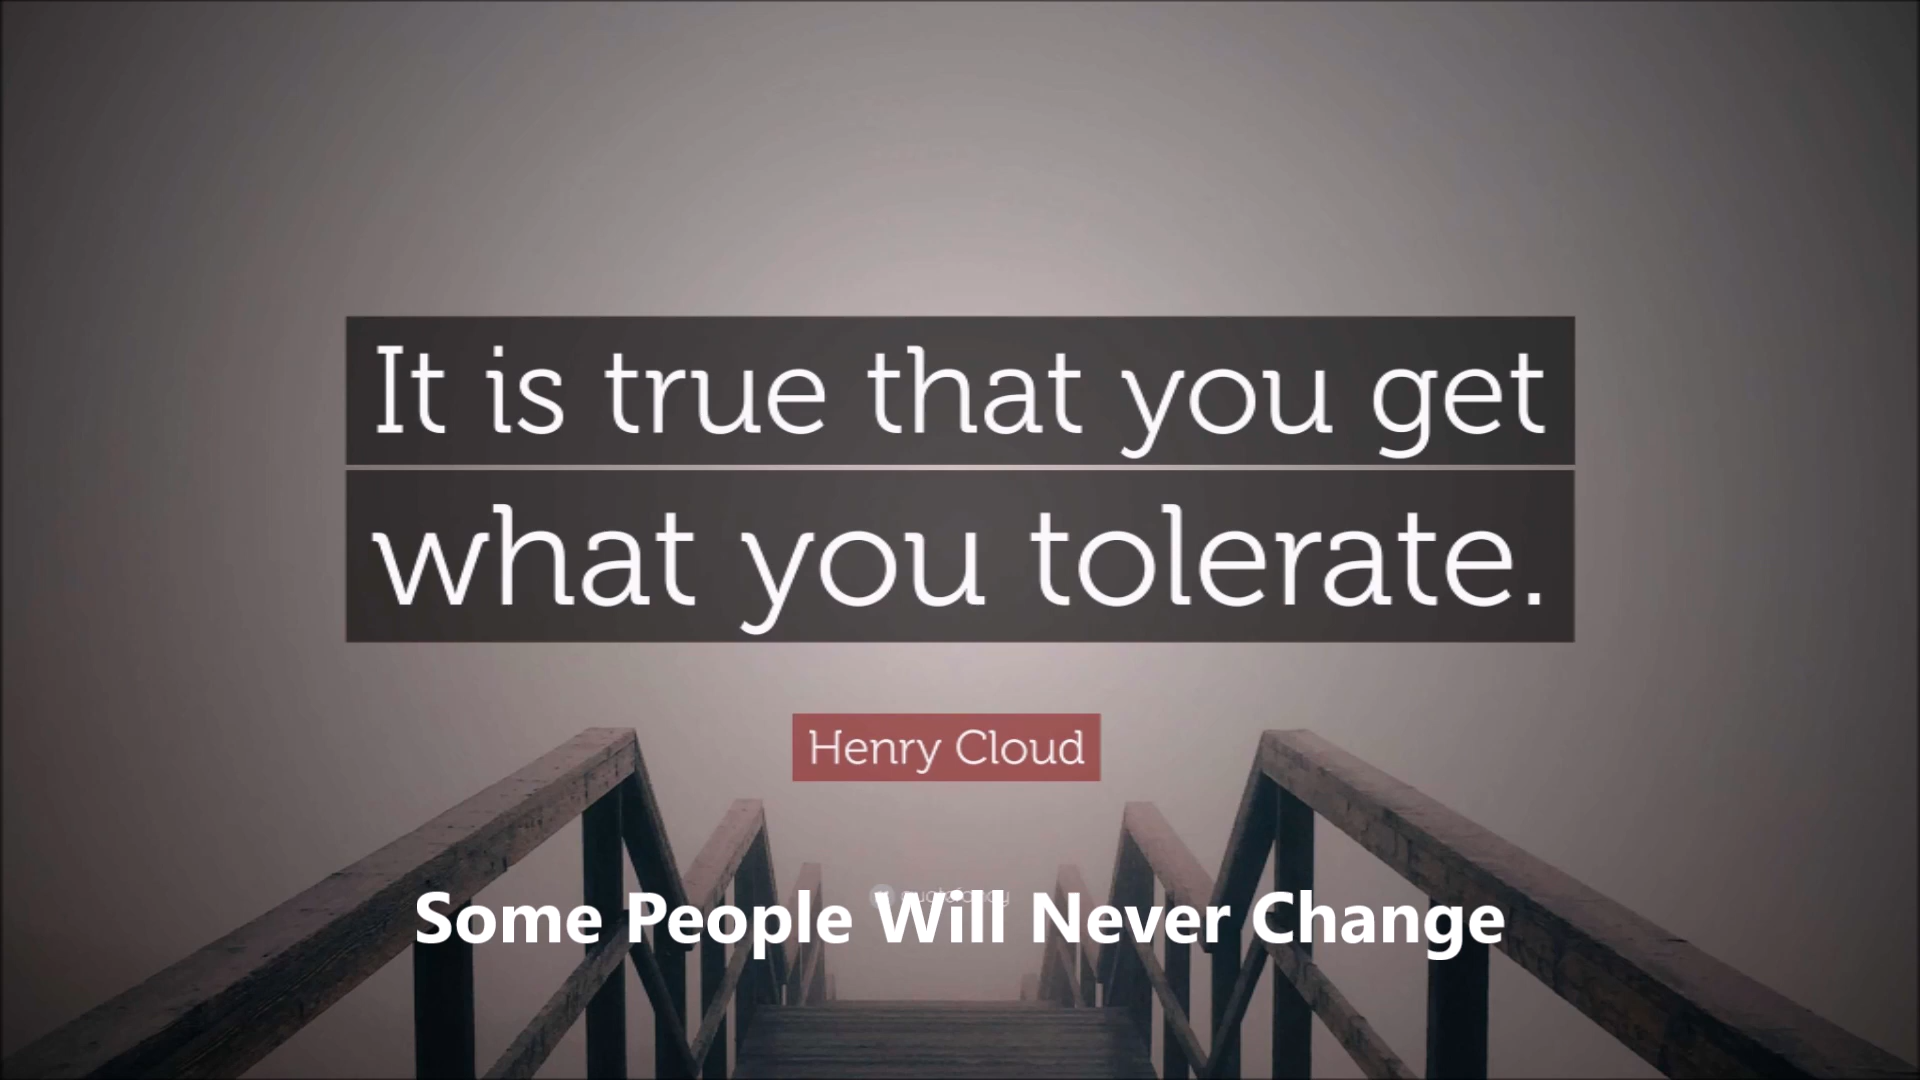 It is true that you get
what you tolerate.
Henry Cloud
Some People Will Never Change